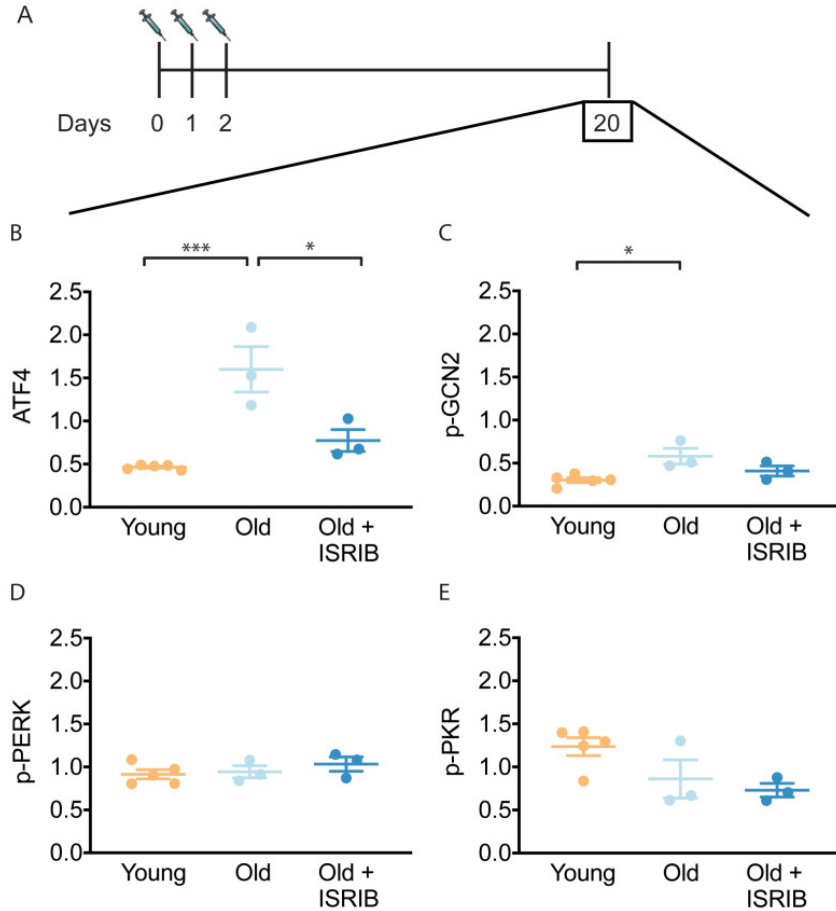 A
Days 0 1 2 20
B
*** *
2.5
2.0
1.5
1.0
0.5
0.0
ATF4
Young Old Old +
ISRIB
C
*
2.5
2.0
1.5
1.0
0.5
0.0
p-GCN2
Young Old Old +
ISRIB
D
2.5
2.0
1.5
1.0
0.5
0.0
p-PERK
Young Old Old +
ISRIB
E
2.5
2.0
1.5
1.0
0.5
0.0
p-PKR
Young Old Old +
ISRIB